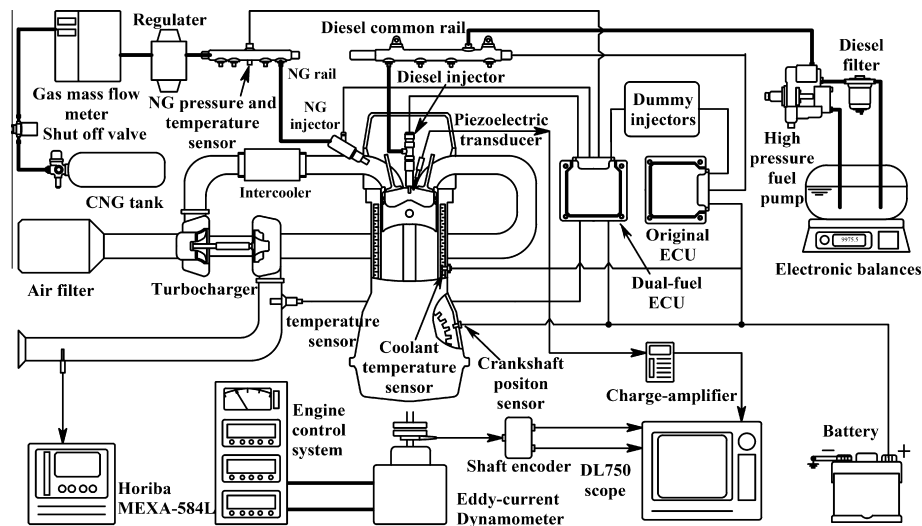 Regulater
Diesel common rail
Diesel
filter
NG rail
Diesel injector
Gas mass flow
meter
NG pressure and
temperature
sensor
NG
injector
Dummy
injectors
Piezoelectric
transducer
Shut off valve
High
pressure
fuel
pump
CNG tank
Intercooler
Original
ECU
9975.5
Electronic balances
Air filter
Turbocharger
Dual-fuel
ECU
temperature
sensor
Coolant
temperature
sensor
Crankshaft
positon
sensor
Charge-amplifier
Engine
control
system
Battery
Shaft encoder
DL750
scope
− +
Horiba
MEXA-584L
Eddy-current
Dynamometer